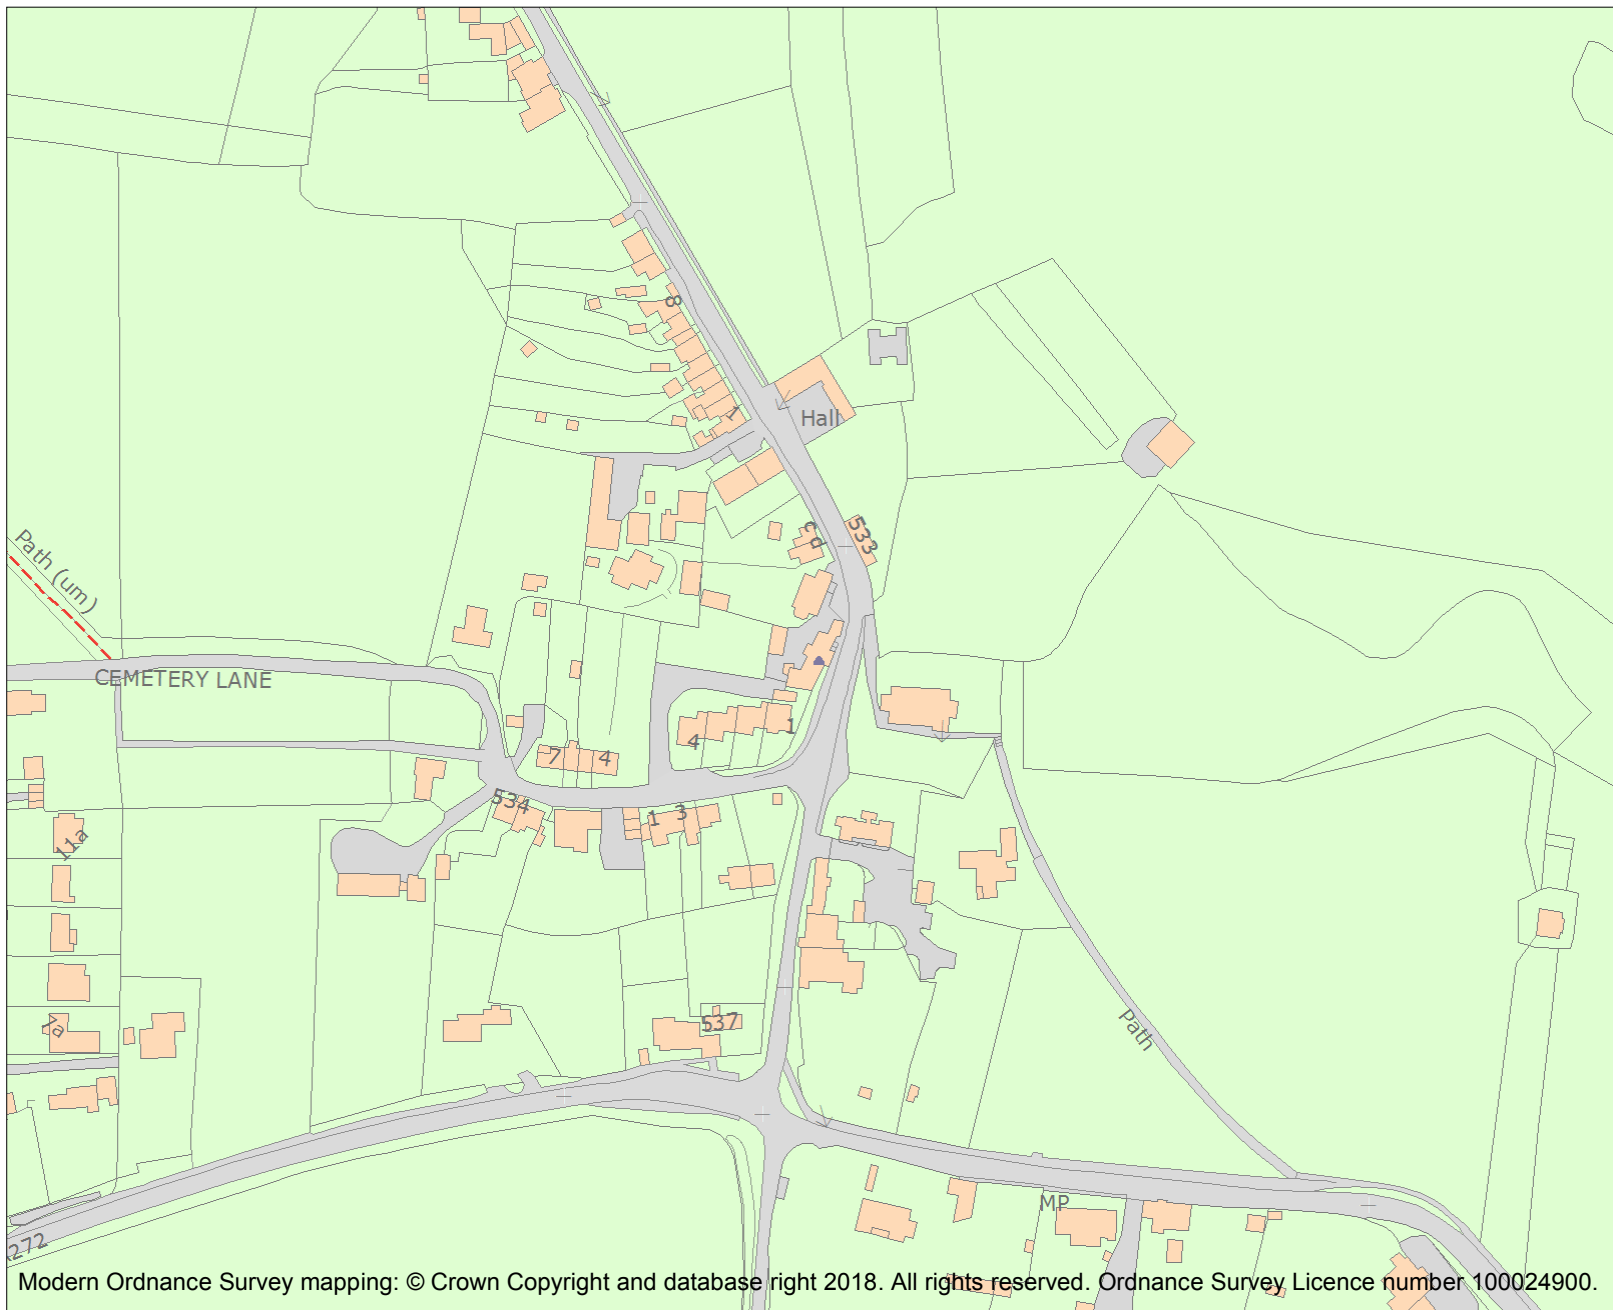 8
Hall
1
c d
533
Path (um)
CEMETERY LANE
1
4
7 4
534
1 3
11a
7a
537
Path
MP
A272
Modern Ordnance Survey mapping: © Crown Copyright and database right 2018. All rights reserved. Ordnance Survey Licence number 100024900.